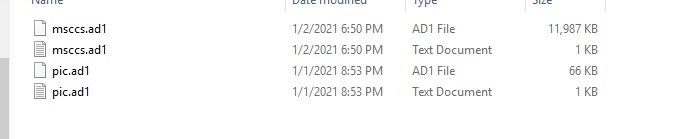 Name Date modified Type Size
msccs.ad1 1/2/2021 6:50 PM AD1 File 11,987 KB
msccs.ad1 1/2/2021 6:50 PM Text Document 1 KB
pic.ad1 1/1/2021 8:53 PM AD1 File 66 KB
pic.ad1 1/1/2021 8:53 PM Text Document 1 KB